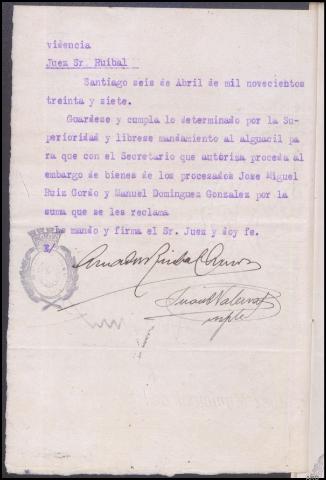 videncia
Juez Sr. Ruibal
Santiago seis de Abril de mil novecientos
treinta y siete.
Guardese y cumpla lo determinado por la Su-
perioridad y librese mandamiento al alguacil pa
ra que con el Secretario que autoriza proceda al
embargo de bienes de los procesados Jose Miguel
Ruiz Gordo y Manuel Dominguez Gonzalez por la
suma que se les reclama
Lo mando y firma el Sr. Juez y doy fe.
E/
Amador Ruibal